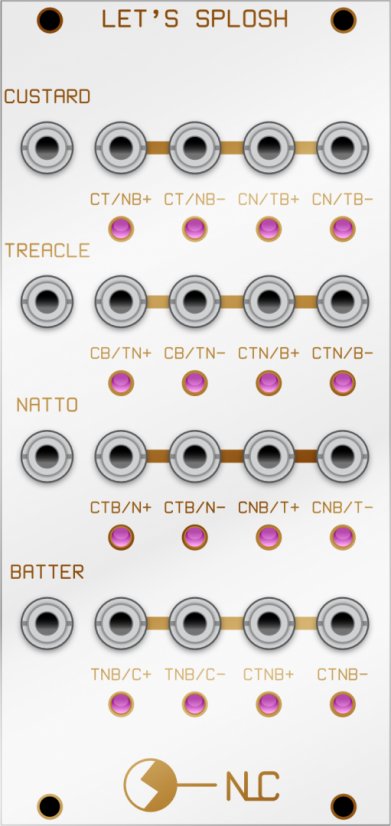 LET'S SPLOSH
CUSTARD
CT/NB+ CT/NB- CN/TB+ CN/TB-
TREACLE
CB/TN+ CB/TN- CTN/B+ CTN/B-
NATTO
CTB/N+ CTB/N- CNB/T+ CNB/T-
BATTER
TNB/C+ TNB/C- CTNB+ CTNB-
NLC